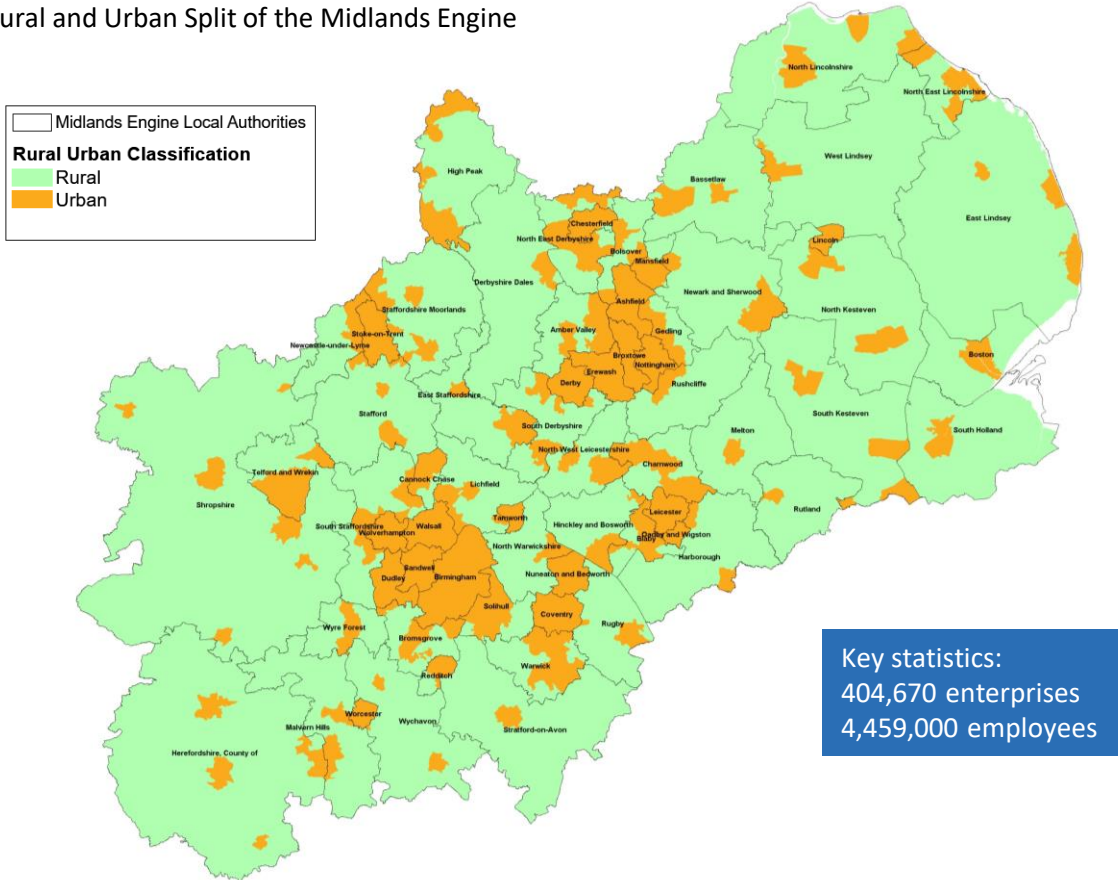 ural and Urban Split of the Midlands Engine
Midlands Engine Local Authorities
Rural Urban Classification
Rural
Urban
North Lincolnshire
North East Lincolnshire
West Lindsey
High Peak
Bassetlaw
East Lindsey
Chesterfield
North East Derbyshire
Lincoln
Bolsover
Mansfield
Derbyshire Dales
Newark and Sherwood
Ashfield
Staffordshire Moorlands
North Kesteven
Stoke-on-Trent
Amber Valley
Gedling
Newcastle-under-Lyme
Broxtowe
Boston
Nottingham
Erewash
Derby
Rushcliffe
East Staffordshire
Stafford
South Kesteven
South Derbyshire
Melton
South Holland
North West Leicestershire
Charnwood
Telford and Wrekin
Cannock Chase
Lichfield
Shropshire
Rutland
Leicester
Tamworth
South Staffordshire
Walsall
Hinckley and Bosworth
Wolverhampton
Oadby and Wigston
Blaby
North Warwickshire
Harborough
Sandwell
Nuneaton and Bedworth
Dudley
Birmingham
Solihull
Coventry
Wyre Forest
Rugby
Bromsgrove
Warwick
Redditch
Worcester
Wychavon
Malvern Hills
Stratford-on-Avon
Herefordshire, County of
Key statistics:
404,670 enterprises
4,459,000 employees